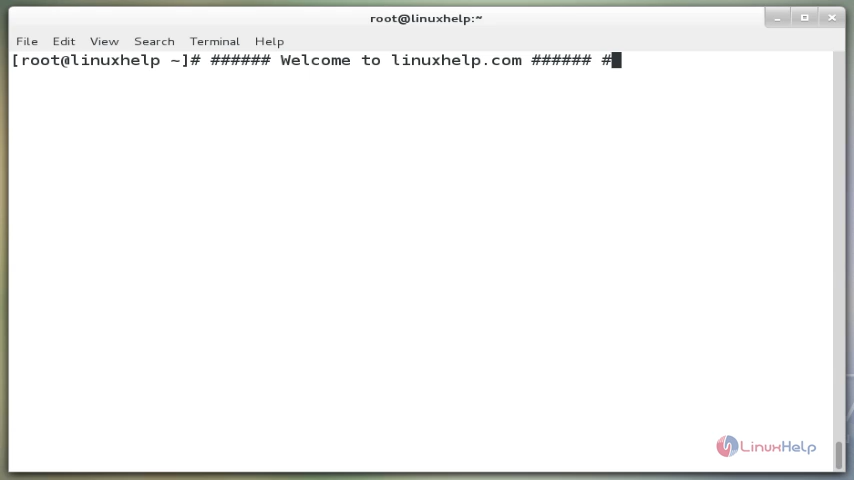 root@linuxhelp:~
File Edit View Search Terminal Help
[root@linuxhelp ~]# ###### Welcome to linuxhelp.com ###### #
LinuxHelp